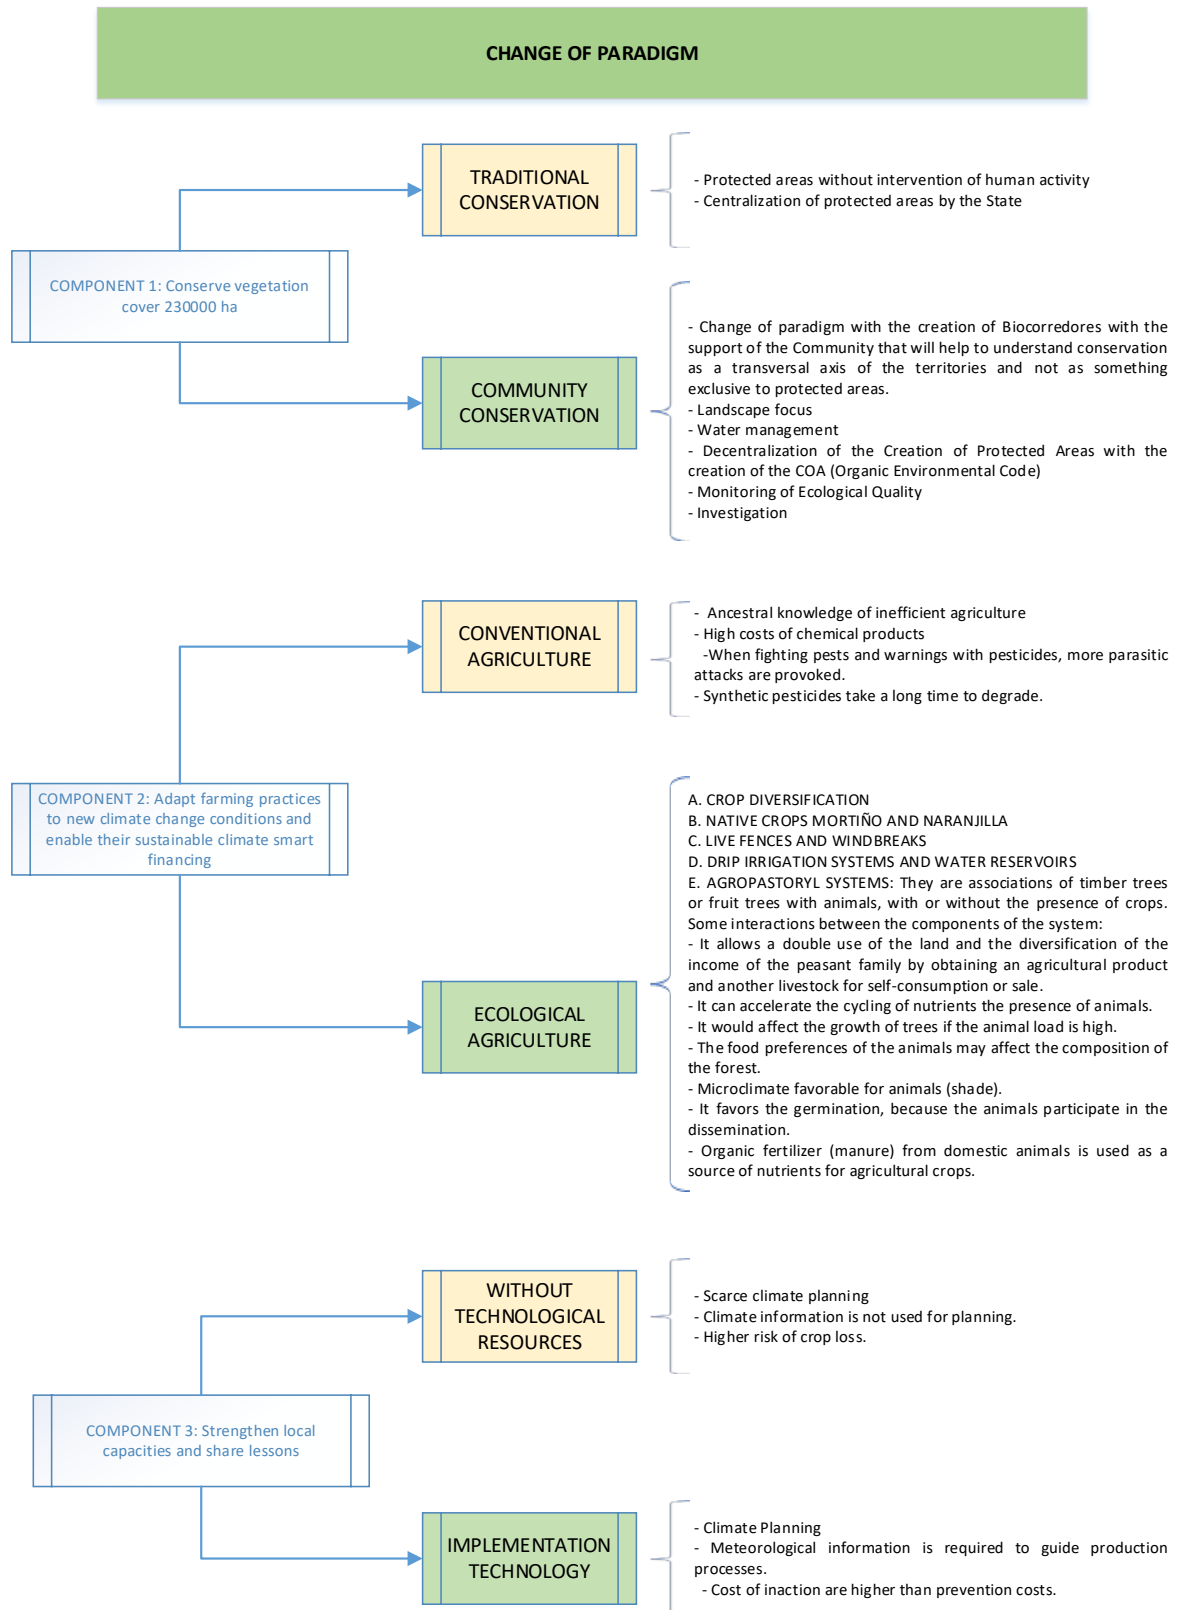 CHANGE OF PARADIGM
TRADITIONAL
CONSERVATION
- Protected areas without intervention of human activity
- Centralization of protected areas by the State
COMPONENT 1: Conserve vegetation
cover 230000 ha
COMMUNITY
CONSERVATION
- Change of paradigm with the creation of Biocorredores with the
support of the Community that will help to understand conservation
as a transversal axis of the territories and not as something
exclusive to protected areas.
- Landscape focus
- Water management
- Decentralization of the Creation of Protected Areas with the
creation of the COA (Organic Environmental Code)
- Monitoring of Ecological Quality
- Investigation
CONVENTIONAL
AGRICULTURE
- Ancestral knowledge of inefficient agriculture
- High costs of chemical products
-When fighting pests and warnings with pesticides, more parasitic
attacks are provoked.
- Synthetic pesticides take a long time to degrade.
COMPONENT 2: Adapt farming practices
to new climate change conditions and
enable their sustainable climate smart
financing
ECOLOGICAL
AGRICULTURE
A. CROP DIVERSIFICATION
B. NATIVE CROPS MORTIÑO AND NARANJILLA
C. LIVE FENCES AND WINDBREAKS
D. DRIP IRRIGATION SYSTEMS AND WATER RESERVOIRS
E. AGROPASTORYL SYSTEMS: They are associations of timber trees
or fruit trees with animals, with or without the presence of crops.
Some interactions between the components of the system:
- It allows a double use of the land and the diversification of the
income of the peasant family by obtaining an agricultural product
and another livestock for self-consumption or sale.
- It can accelerate the cycling of nutrients the presence of animals.
- It would affect the growth of trees if the animal load is high.
- The food preferences of the animals may affect the composition of
the forest.
- Microclimate favorable for animals (shade).
- It favors the germination, because the animals participate in the
dissemination.
- Organic fertilizer (manure) from domestic animals is used as a
source of nutrients for agricultural crops.
WITHOUT
TECHNOLOGICAL
RESOURCES
- Scarce climate planning
- Climate information is not used for planning.
- Higher risk of crop loss.
COMPONENT 3: Strengthen local
capacities and share lessons
IMPLEMENTATION
TECHNOLOGY
- Climate Planning
- Meteorological information is required to guide production
processes.
- Cost of inaction are higher than prevention costs.